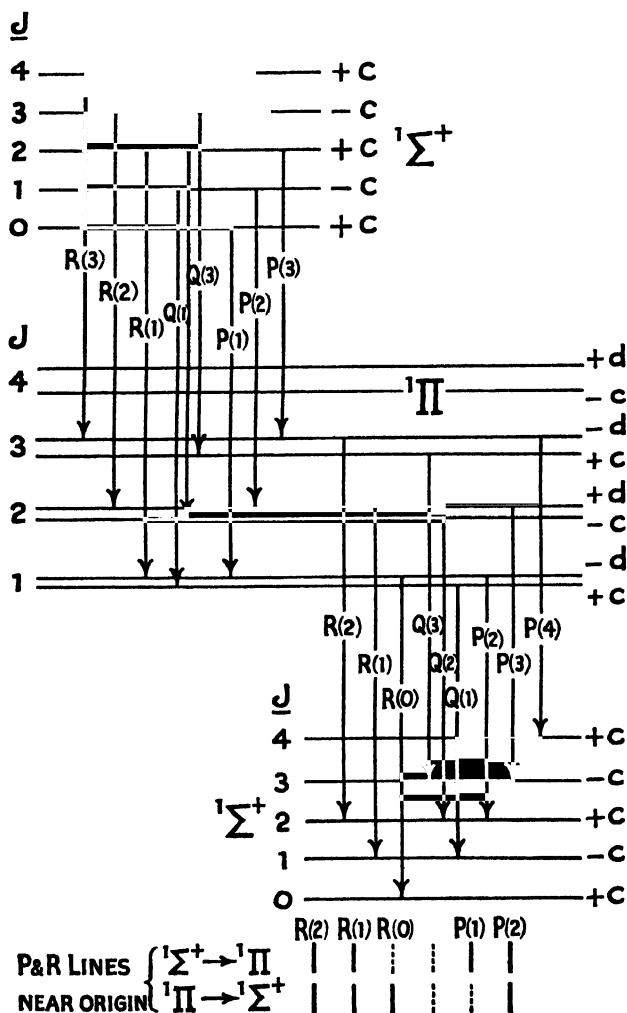 J
4 + c
3 - c
2 + c ¹Σ⁺
1 - c
0 + c
R(3) R(2) R(1) Q(1) Q(3) P(1) P(2) P(3)
J
4 + d
¹Π - c
3 - d
+ c
2 + d
- c
1 - d
+ c
R(2) R(1) R(0) Q(3) Q(2) Q(1) P(2) P(3) P(4)
J
4 + c
3 - c
¹Σ⁺ 2 + c
1 - c
0 + c
R(2) R(1) R(0) P(1) P(2)
P&R LINES { ¹Σ⁺→¹Π
NEAR ORIGIN ¹Π→¹Σ⁺